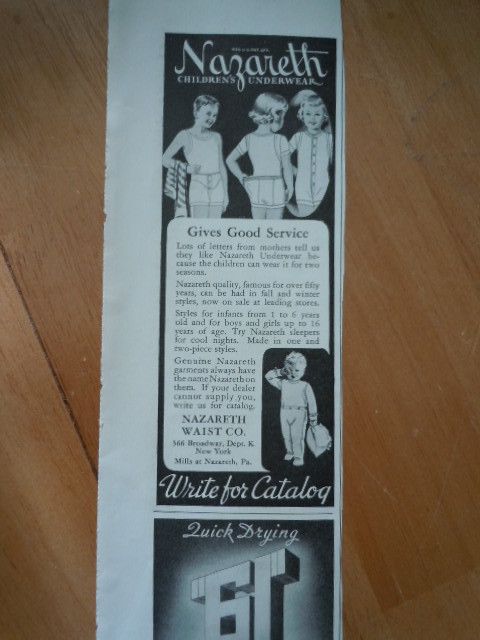 REG. U. S. PAT. OFF.
Nazareth
CHILDREN'S UNDERWEAR
Gives Good Service
Lots of letters from mothers tell us
they like Nazareth Underwear be-
cause the children can wear it for two
seasons.
Nazareth quality, famous for over fifty
years, can be had in fall and winter
styles, now on sale at leading stores.
Styles for infants from 1 to 6 years
old and for boys and girls up to 16
years of age. Try Nazareth sleepers
for cool nights. Made in one and
two-piece styles.
Genuine Nazareth
garments always have
the name Nazareth on
them. If your dealer
cannot supply you,
write us for catalog.
NAZARETH
WAIST CO.
366 Broadway, Dept. K
New York
Mills at Nazareth, Pa.
Write for Catalog
Quick Drying